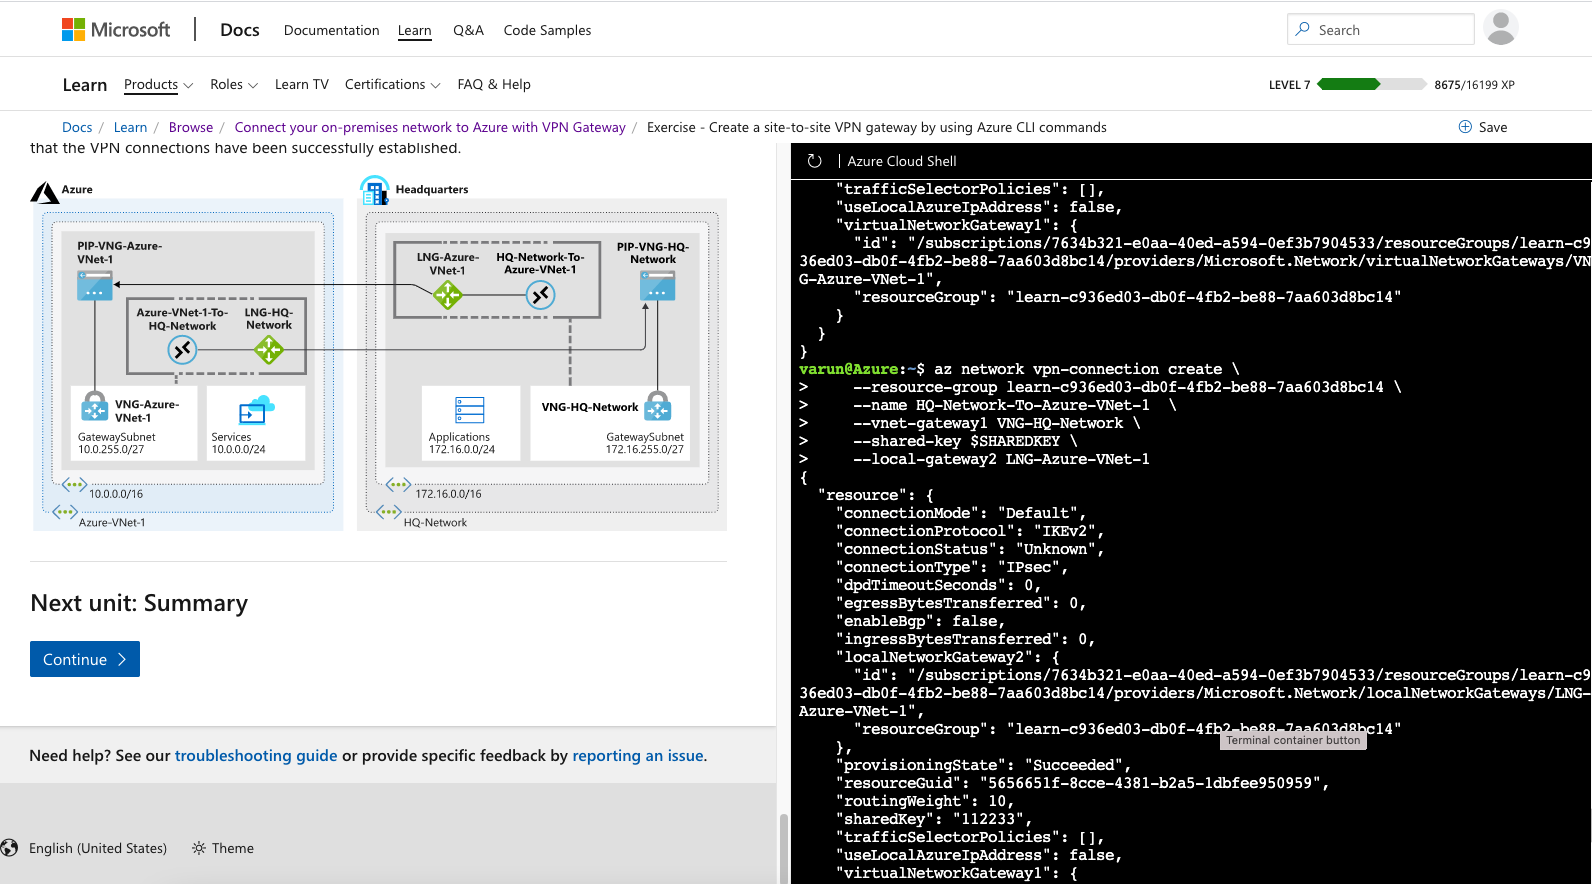 Microsoft
Docs
Documentation
Learn
Q&A
Code Samples
Search
Learn
Products
Roles
Learn TV
Certifications
FAQ & Help
LEVEL 7
8675/16199 XP
Docs / Learn / Browse / Connect your on-premises network to Azure with VPN Gateway / Exercise - Create a site-to-site VPN gateway by using Azure CLI commands
Save
that the VPN connections have been successfully established.
Azure
PIP-VNG-Azure-
VNet-1
Azure-VNet-1-To-
HQ-Network
LNG-HQ-
Network
VNG-Azure-
VNet-1
GatewaySubnet
10.0.255.0/27
Services
10.0.0.0/24
10.0.0.0/16
Azure-VNet-1
Headquarters
LNG-Azure-
VNet-1
HQ-Network-To-
Azure-VNet-1
PIP-VNG-HQ-
Network
Applications
172.16.0.0/24
VNG-HQ-Network
GatewaySubnet
172.16.255.0/27
172.16.0.0/16
HQ-Network
Next unit: Summary
Continue
Need help? See our troubleshooting guide or provide specific feedback by reporting an issue.
English (United States)
Theme
| Azure Cloud Shell
"trafficSelectorPolicies": [],
"useLocalAzureIpAddress": false,
"virtualNetworkGateway1": {
"id": "/subscriptions/7634b321-e0aa-40ed-a594-0ef3b7904533/resourceGroups/learn-c9
36ed03-db0f-4fb2-be88-7aa603d8bc14/providers/Microsoft.Network/virtualNetworkGateways/VN
G-Azure-VNet-1",
"resourceGroup": "learn-c936ed03-db0f-4fb2-be88-7aa603d8bc14"
}
}
}
varun@Azure:~$ az network vpn-connection create \
> --resource-group learn-c936ed03-db0f-4fb2-be88-7aa603d8bc14 \
> --name HQ-Network-To-Azure-VNet-1 \
> --vnet-gateway1 VNG-HQ-Network \
> --shared-key $SHAREDKEY \
> --local-gateway2 LNG-Azure-VNet-1
{
"resource": {
"connectionMode": "Default",
"connectionProtocol": "IKEv2",
"connectionStatus": "Unknown",
"connectionType": "IPsec",
"dpdTimeoutSeconds": 0,
"egressBytesTransferred": 0,
"enableBgp": false,
"ingressBytesTransferred": 0,
"localNetworkGateway2": {
"id": "/subscriptions/7634b321-e0aa-40ed-a594-0ef3b7904533/resourceGroups/learn-c9
36ed03-db0f-4fb2-be88-7aa603d8bc14/providers/Microsoft.Network/localNetworkGateways/LNG-
Azure-VNet-1",
"resourceGroup": "learn-c936ed03-db0f-4fb2-be88-7aa603d8bc14"
Terminal container button
},
"provisioningState": "Succeeded",
"resourceGuid": "5656651f-8cce-4381-b2a5-1dbfee950959",
"routingWeight": 10,
"sharedKey": "112233",
"trafficSelectorPolicies": [],
"useLocalAzureIpAddress": false,
"virtualNetworkGateway1": {